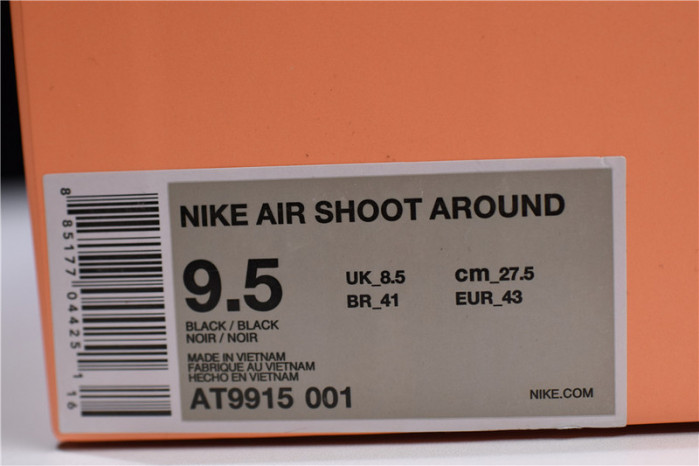 NIKE AIR SHOOT AROUND
9.5
UK_8.5
cm_27.5
BR_41
EUR_43
BLACK / BLACK
NOIR / NOIR
MADE IN VIETNAM
FABRIQUE AU VIETNAM
HECHO EN VIETNAM
AT9915 001
NIKE.COM
8 85177 04425 1 16